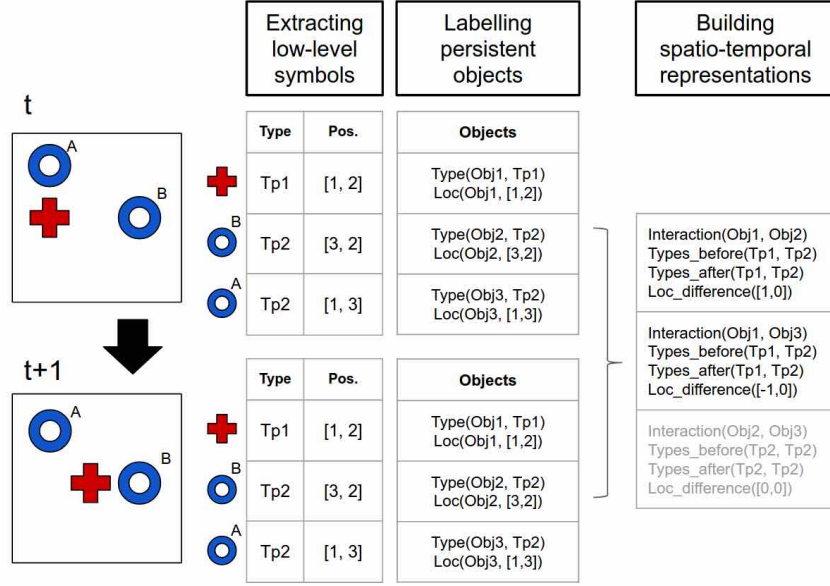 Extracting
low-level
symbols
Labelling
persistent
objects
Building
spatio-temporal
representations
t
A
B
Type Pos. Objects
Tp1 [1, 2] Type(Obj1, Tp1)
Loc(Obj1, [1,2])
B
Tp2 [3, 2] Type(Obj2, Tp2)
Loc(Obj2, [3,2])
A
Tp2 [1, 3] Type(Obj3, Tp2)
Loc(Obj3, [1,3])
t+1
A
B
Type Pos. Objects
Tp1 [1, 2] Type(Obj1, Tp1)
Loc(Obj1, [1,2])
B
Tp2 [3, 2] Type(Obj2, Tp2)
Loc(Obj2, [3,2])
A
Tp2 [1, 3] Type(Obj3, Tp2)
Loc(Obj3, [1,3])
Interaction(Obj1, Obj2)
Types_before(Tp1, Tp2)
Types_after(Tp1, Tp2)
Loc_difference([1,0])
Interaction(Obj1, Obj3)
Types_before(Tp1, Tp2)
Types_after(Tp1, Tp2)
Loc_difference([-1,0])
Interaction(Obj2, Obj3)
Types_before(Tp2, Tp2)
Types_after(Tp2, Tp2)
Loc_difference([0,0])